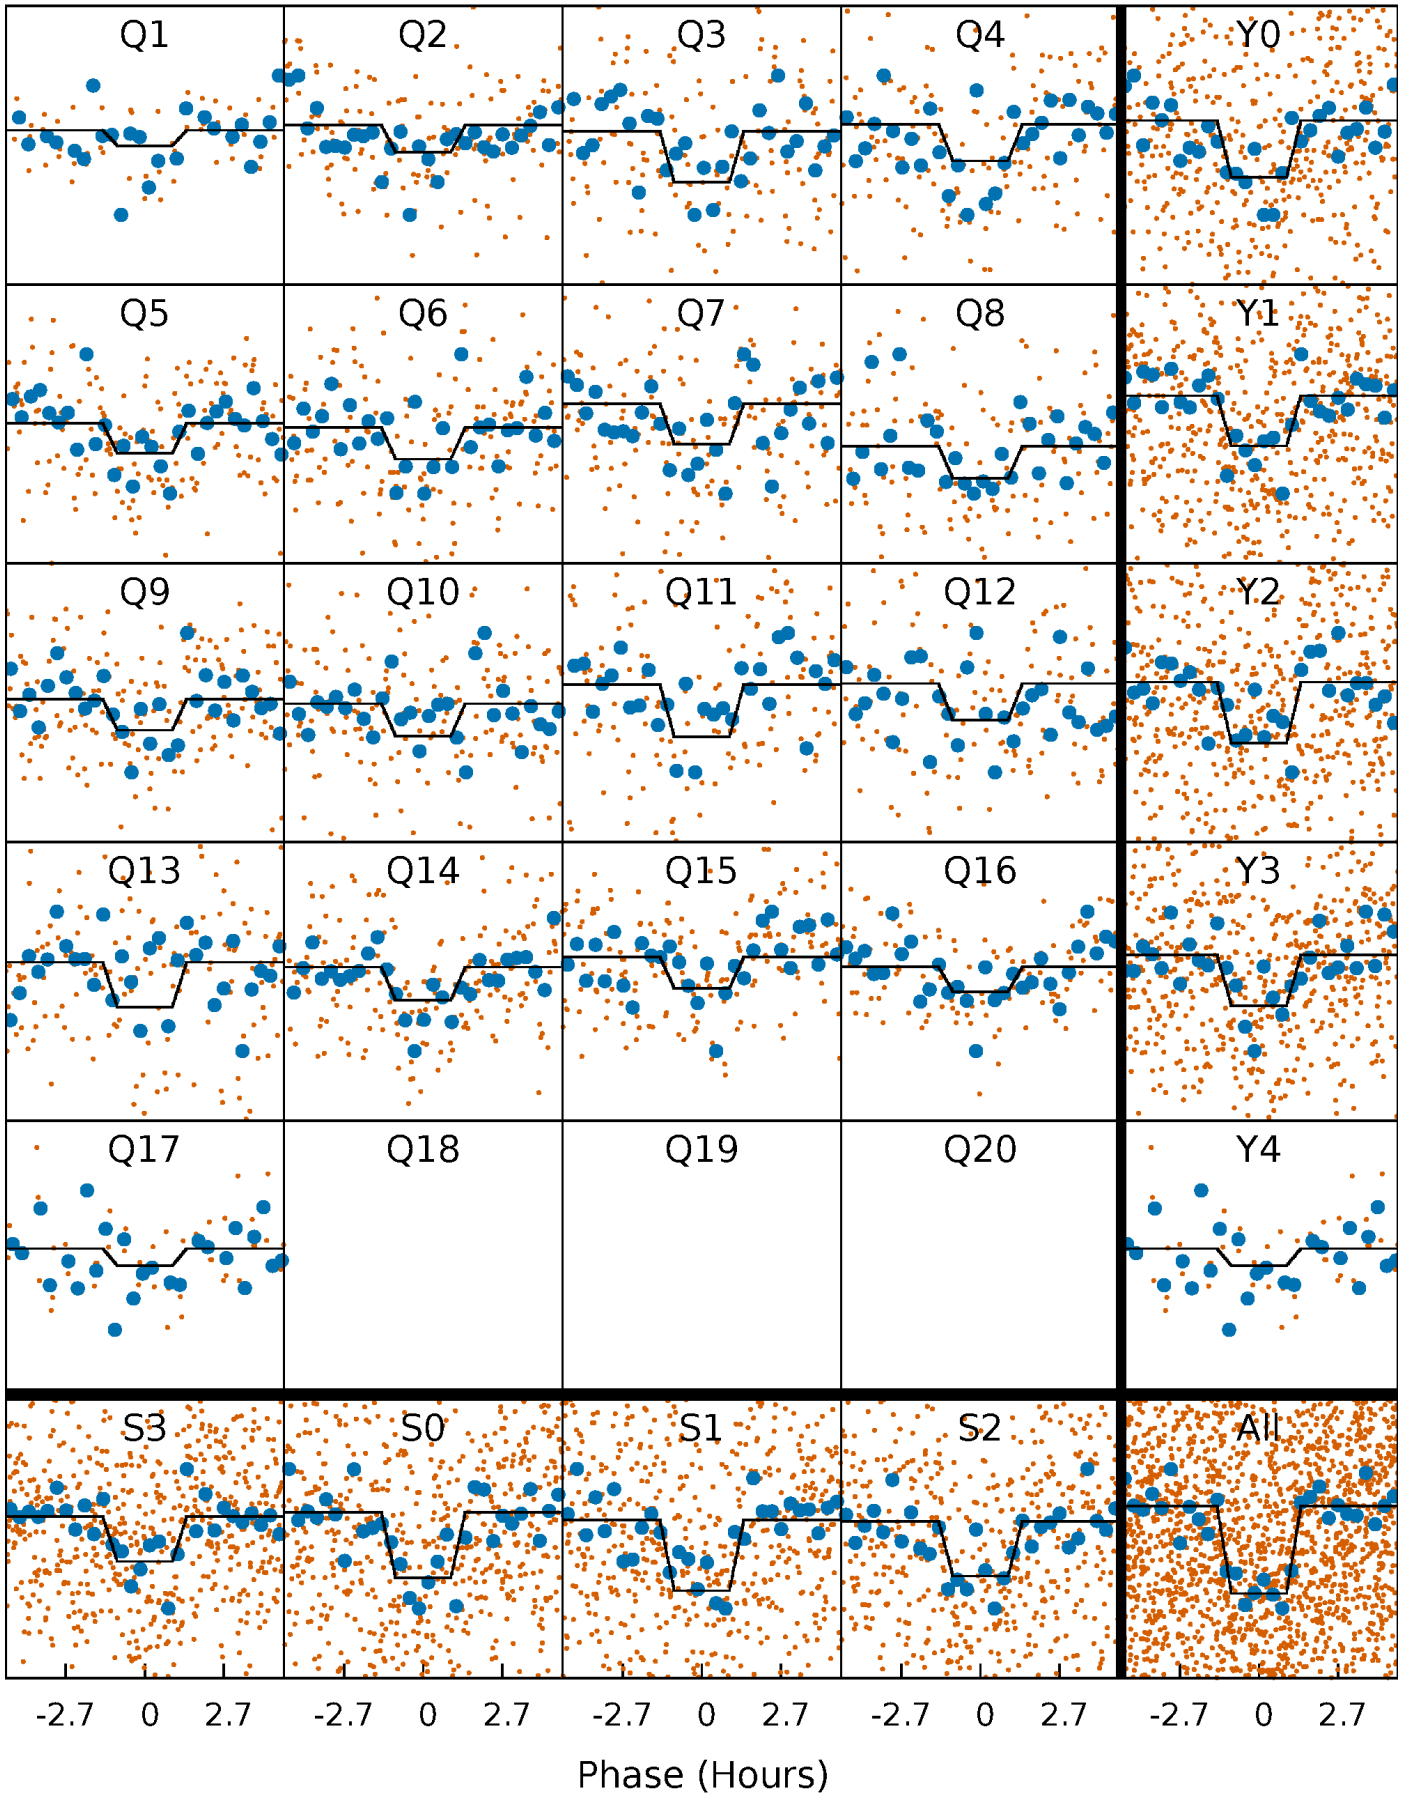 Q1 Q2 Q3 Q4 Y0
Q5 Q6 Q7 Q8 Y1
Q9 Q10 Q11 Q12 Y2
Q13 Q14 Q15 Q16 Y3
Q17 Q18 Q19 Q20 Y4
S3 S0 S1 S2 All
-2.7 0 2.7 -2.7 0 2.7 -2.7 0 2.7 -2.7 0 2.7 -2.7 0 2.7
Phase (Hours)